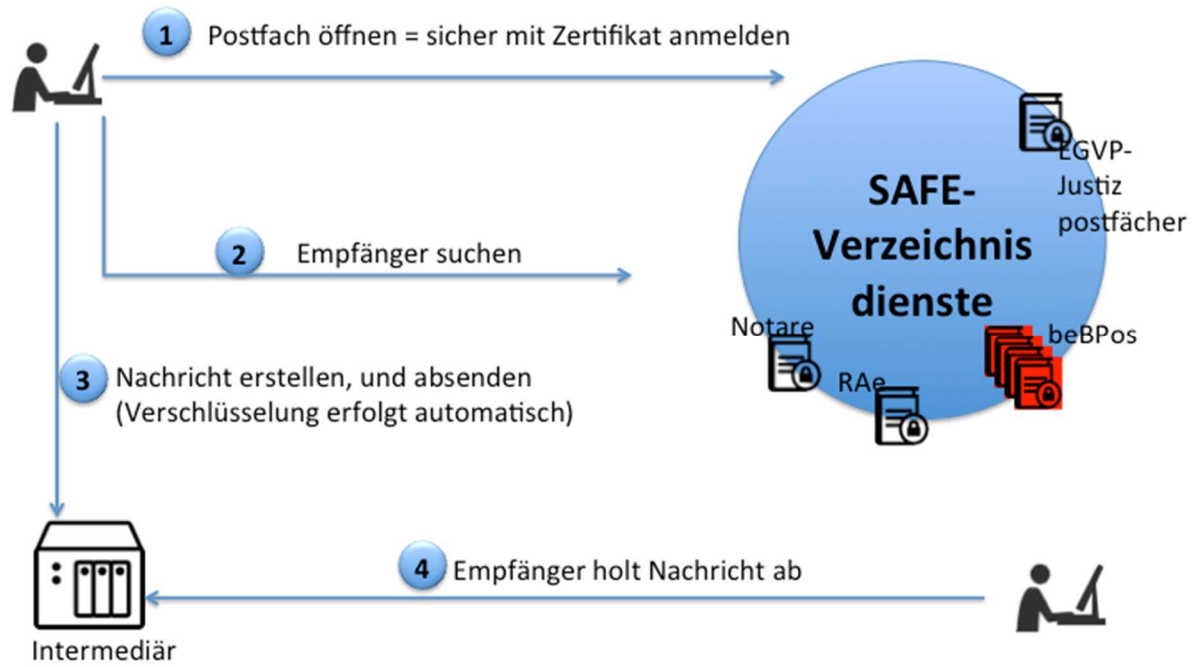 1 Postfach öffnen = sicher mit Zertifikat anmelden
EGVP-
Justiz
postfächer
SAFE-
Verzeichnis
dienste
2 Empfänger suchen
Notare
beBPos
RAe
3 Nachricht erstellen, und absenden
(Verschlüsselung erfolgt automatisch)
4 Empfänger holt Nachricht ab
Intermediär